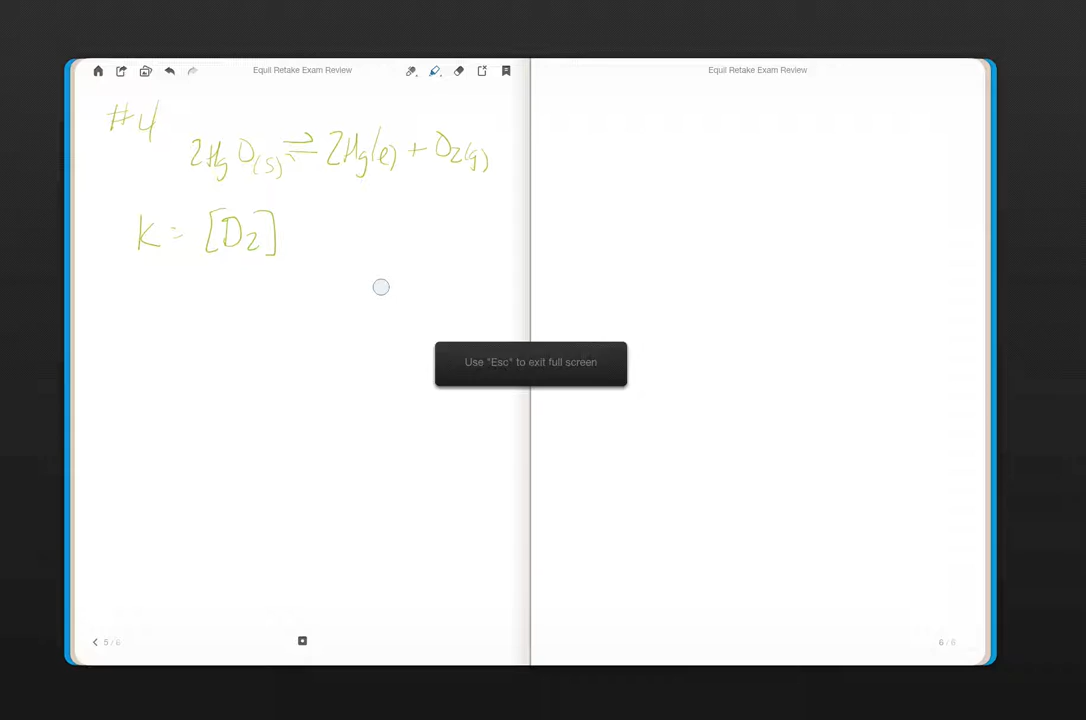 Equil Retake Exam Review
Equil Retake Exam Review
#4
2HgO(s) ⇌ 2Hg(l) + O2(g)
K = [O2]
Use "Esc" to exit full screen
5 / 6
6 / 6